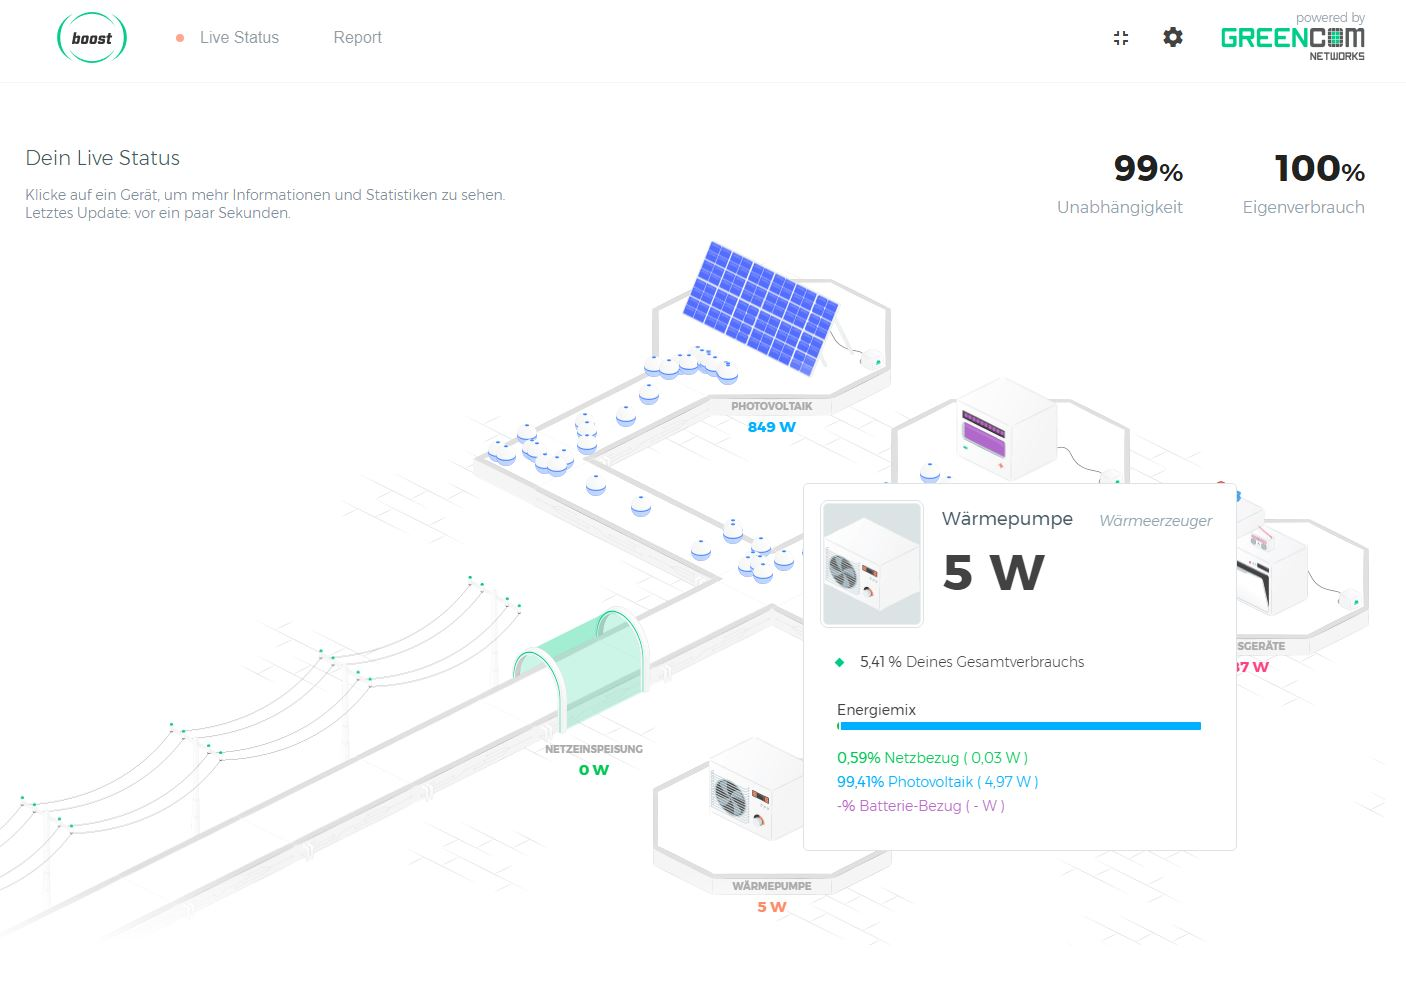 boost
Live Status
Report
powered by
GREENCOM
NETWORKS
Dein Live Status
Klicke auf ein Gerät, um mehr Informationen und Statistiken zu sehen.
Letztes Update: vor ein paar Sekunden.
99%
Unabhängigkeit
100%
Eigenverbrauch
PHOTOVOLTAIK
849 W
Wärmepumpe
Wärmeerzeuger
5 W
5,41 % Deines Gesamtverbrauchs
Energiemix
0,59% Netzbezug ( 0,03 W )
99,41% Photovoltaik ( 4,97 W )
-% Batterie-Bezug ( - W )
SGERÄTE
37 W
NETZEINSPEISUNG
0 W
WÄRMEPUMPE
5 W